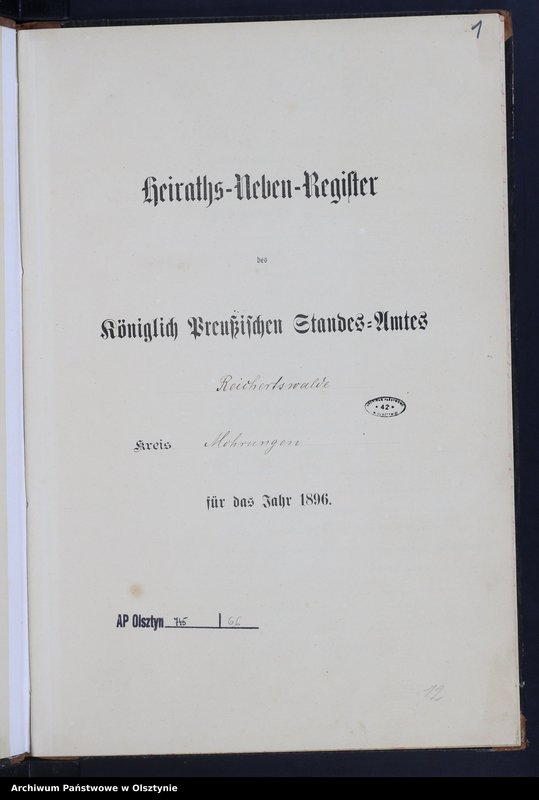 1
Heiraths-Neben-Register
des
Königlich Preußischen Standes-Amtes
Reichertswalde
42
Kreis Mohrungen
für das Jahr 1896.
AP Olsztyn 745 | 66
12
Archiwum Państwowe w Olsztynie